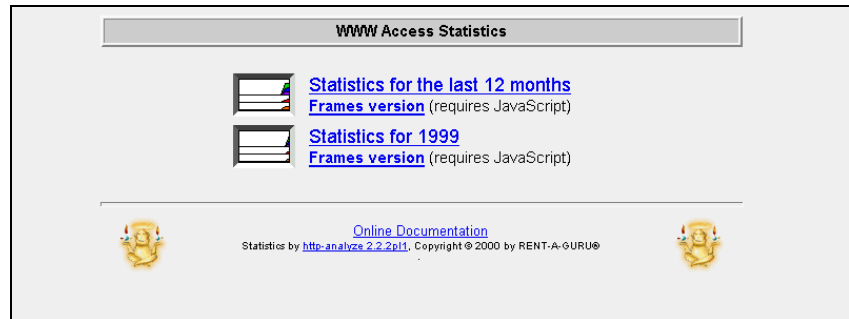 WWW Access Statistics
Statistics for the last 12 months
Frames version (requires JavaScript)
Statistics for 1999
Frames version (requires JavaScript)
Online Documentation
Statistics by http-analyze 2.2.2pl1, Copyright © 2000 by RENT-A-GURU®
.